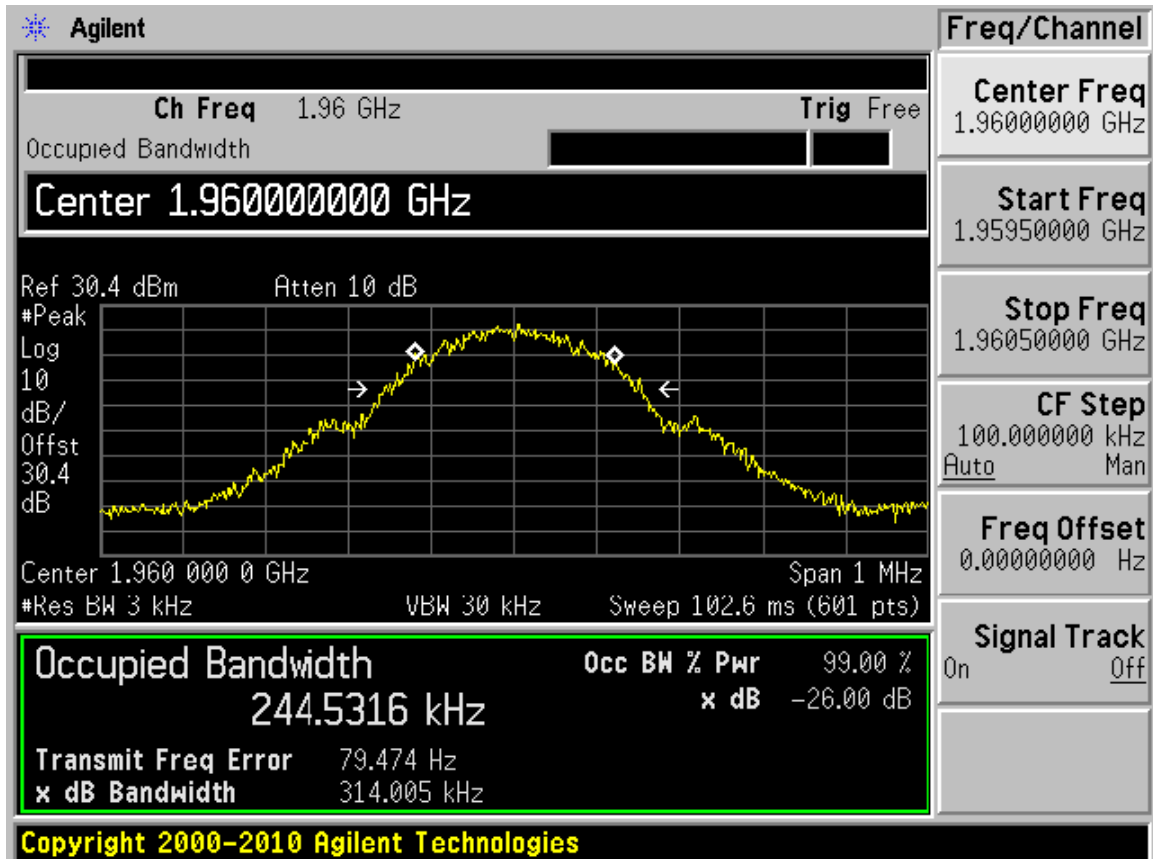 Agilent
Ch Freq 1.96 GHz Trig Free
Occupied Bandwidth
Center 1.960000000 GHz
Ref 30.4 dBm Atten 10 dB
#Peak
Log
10
dB/
Offst
30.4
dB
Center 1.960 000 0 GHz Span 1 MHz
#Res BW 3 kHz VBW 30 kHz Sweep 102.6 ms (601 pts)
Occupied Bandwidth
244.5316 kHz
Occ BW % Pwr 99.00 %
x dB -26.00 dB
Transmit Freq Error 79.474 Hz
x dB Bandwidth 314.005 kHz
Copyright 2000-2010 Agilent Technologies
Freq/Channel
Center Freq
1.96000000 GHz
Start Freq
1.95950000 GHz
Stop Freq
1.96050000 GHz
CF Step
100.000000 kHz
Auto Man
Freq Offset
0.00000000 Hz
Signal Track
On Off